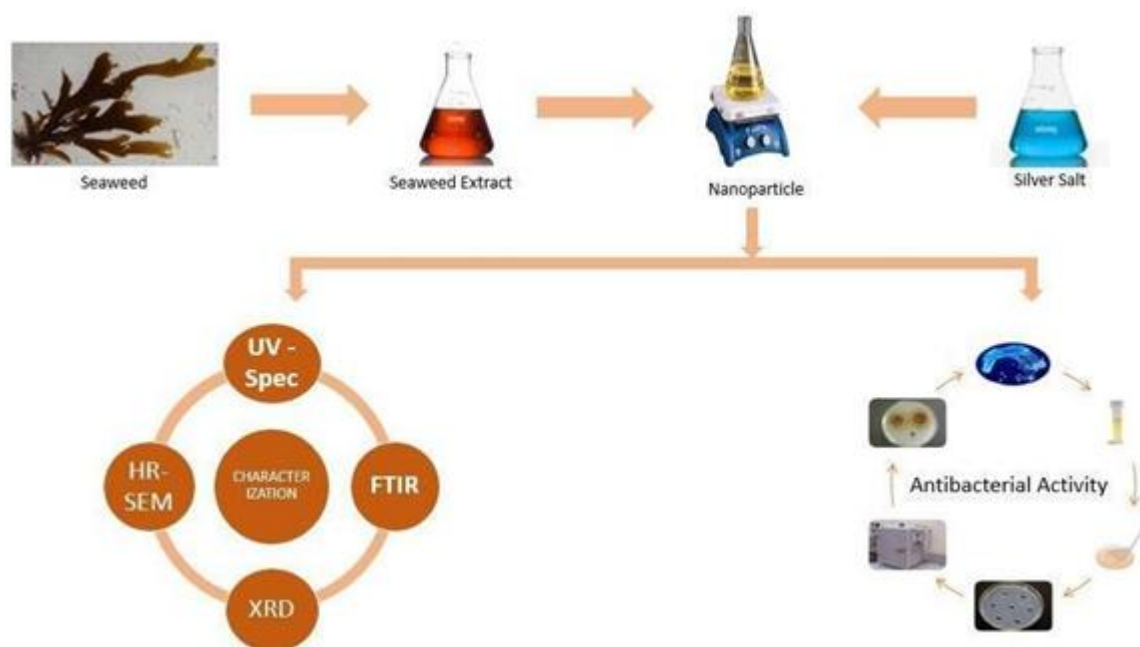 Seaweed
Seaweed Extract
Nanoparticle
Silver Salt
UV -
Spec
HR-
SEM
CHARACTER
IZATION
FTIR
XRD
Antibacterial Activity